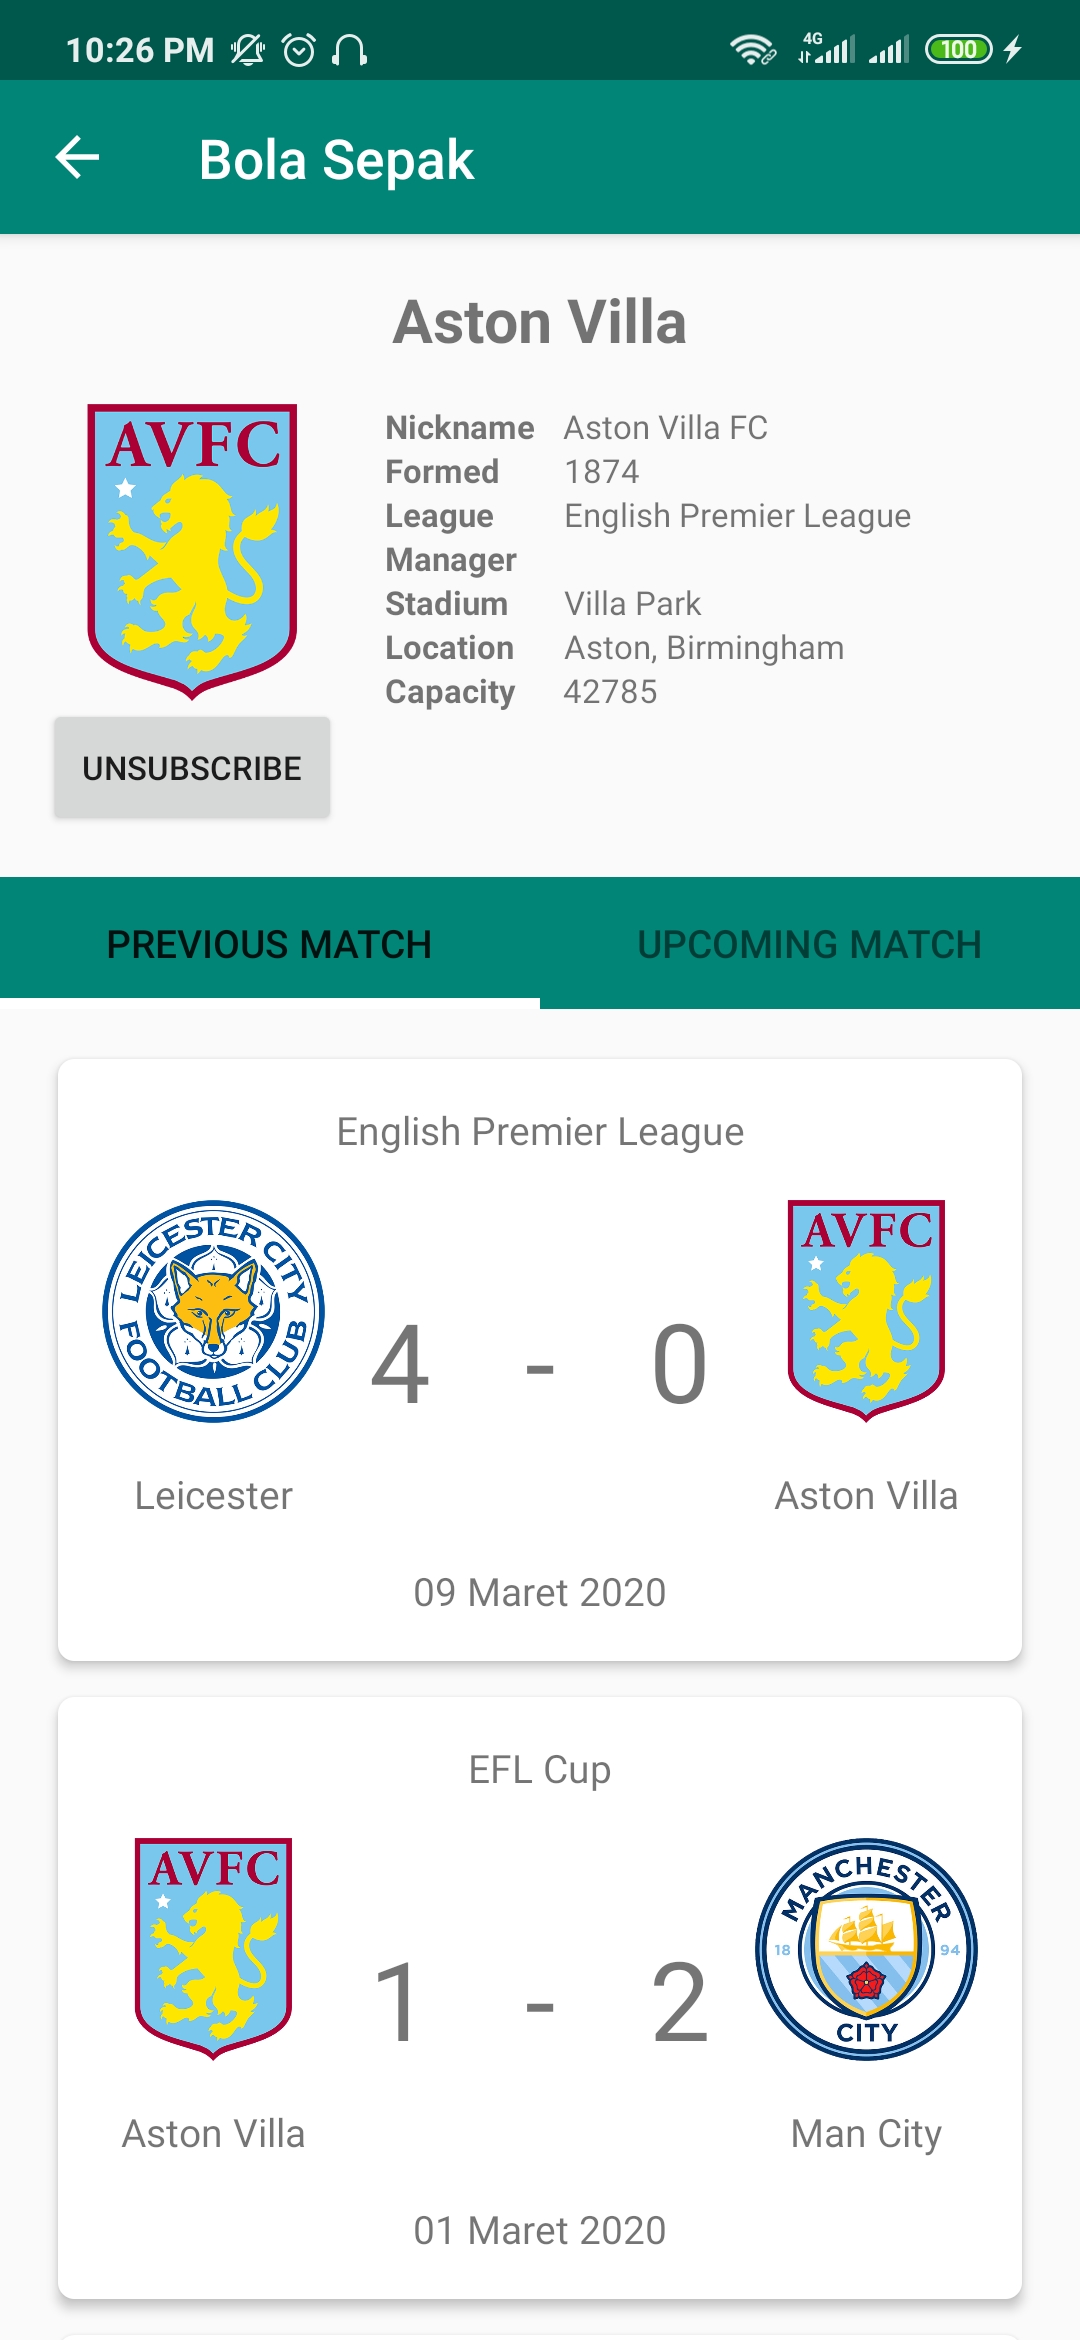 10:26 PM 4G 100
Bola Sepak
Aston Villa
AVFC
Nickname Aston Villa FC
Formed 1874
League English Premier League
Manager
Stadium Villa Park
Location Aston, Birmingham
Capacity 42785
UNSUBSCRIBE
PREVIOUS MATCH UPCOMING MATCH
English Premier League
LEICESTER CITY FOOTBALL CLUB
4 - 0
AVFC
Leicester Aston Villa
09 Maret 2020
EFL Cup
AVFC
1 - 2
MANCHESTER
18 94
CITY
Aston Villa Man City
01 Maret 2020